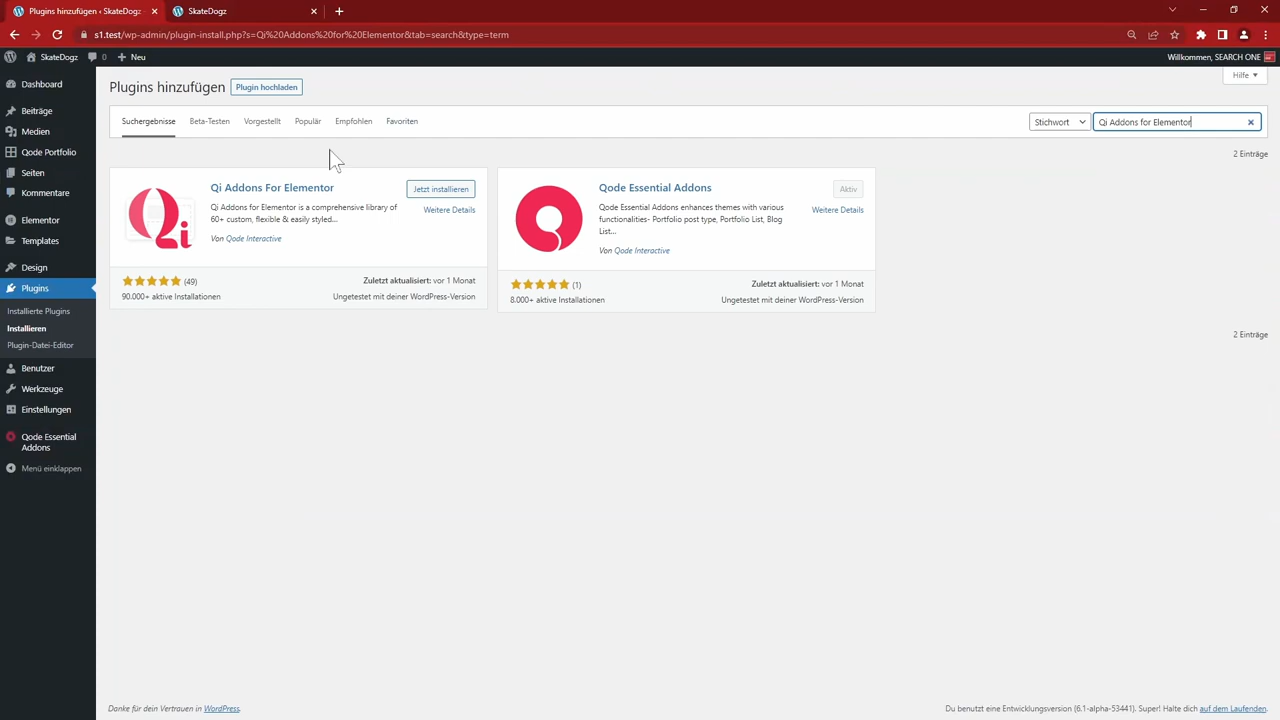 Plugins hinzufügen ‹ SkateDogz
SkateDogz
s1.test/wp-admin/plugin-install.php?s=Qi%20Addons%20for%20Elementor&tab=search&type=term
SkateDogz
0
Neu
Willkommen, SEARCH ONE
Dashboard
Beiträge
Medien
Qode Portfolio
Seiten
Kommentare
Elementor
Templates
Design
Plugins
Installierte Plugins
Installieren
Plugin-Datei-Editor
Benutzer
Werkzeuge
Einstellungen
Qode Essential
Addons
Menü einklappen
Hilfe
Plugins hinzufügen
Plugin hochladen
Suchergebnisse
Beta-Testen
Vorgestellt
Populär
Empfohlen
Favoriten
Stichwort
Qi Addons for Elementor
2 Einträge
Qi
Qi Addons For Elementor
Jetzt installieren
Weitere Details
Qi Addons for Elementor is a comprehensive library of
60+ custom, flexible & easily styled...
Von Qode Interactive
(49)
90.000+ aktive Installationen
Zuletzt aktualisiert: vor 1 Monat
Ungetestet mit deiner WordPress-Version
Qode Essential Addons
Aktiv
Weitere Details
Qode Essential Addons enhances themes with various
functionalities- Portfolio post type, Portfolio List, Blog
List...
Von Qode Interactive
(1)
8.000+ aktive Installationen
Zuletzt aktualisiert: vor 1 Monat
Ungetestet mit deiner WordPress-Version
2 Einträge
Danke für dein Vertrauen in WordPress.
Du benutzt eine Entwicklungsversion (6.1-alpha-53441). Super! Halte dich auf dem Laufenden.